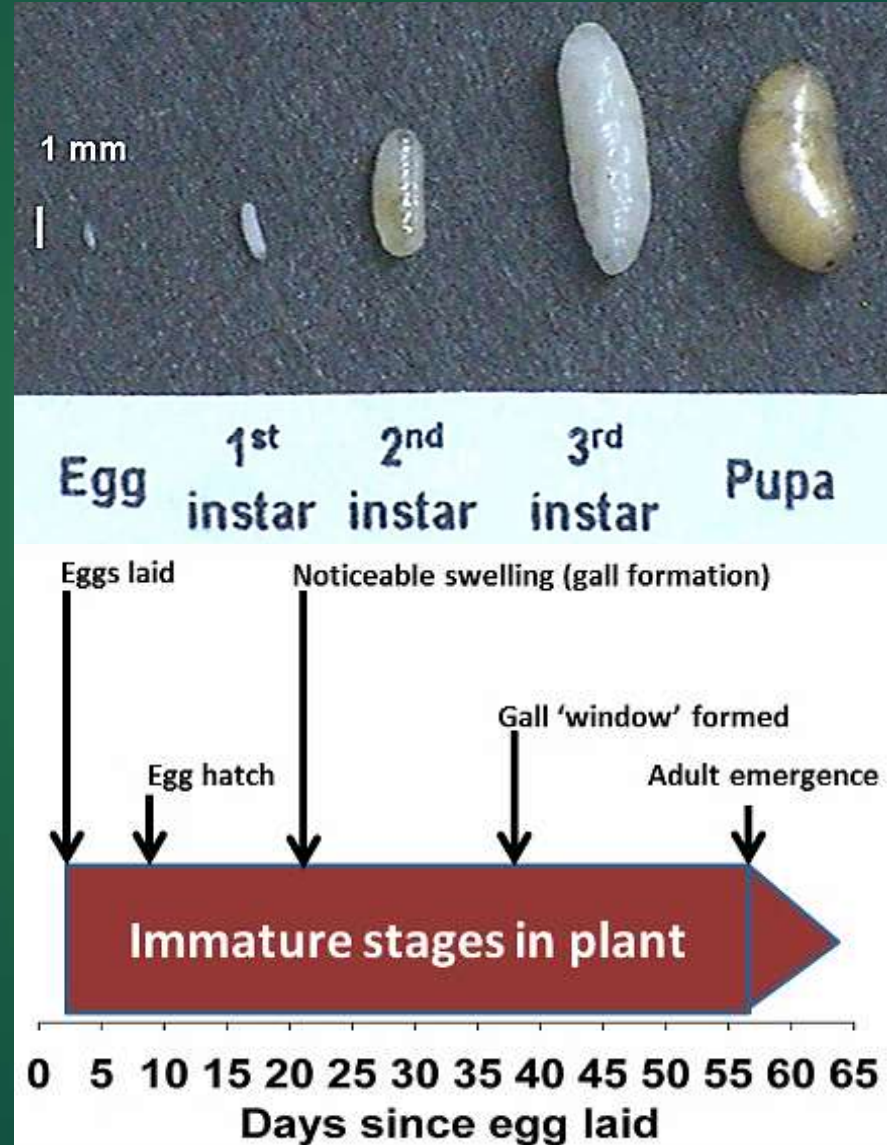 1 mm
Egg 1st instar 2nd instar 3rd instar Pupa
Eggs laid
Noticeable swelling (gall formation)
Gall ‘window’ formed
Egg hatch
Adult emergence
Immature stages in plant
0 5 10 15 20 25 30 35 40 45 50 55 60 65
Days since egg laid